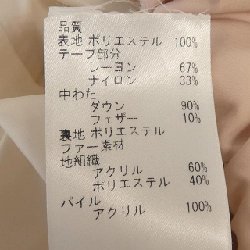 品質
表地 ポリエステル 100%
テープ部分
レーヨン 67%
ナイロン 33%
中わた
ダウン 90%
フェザー 10%
裏地 ポリエステル
ファー素材
地組織
アクリル 60%
ポリエステル 40%
パイル
アクリル 100%